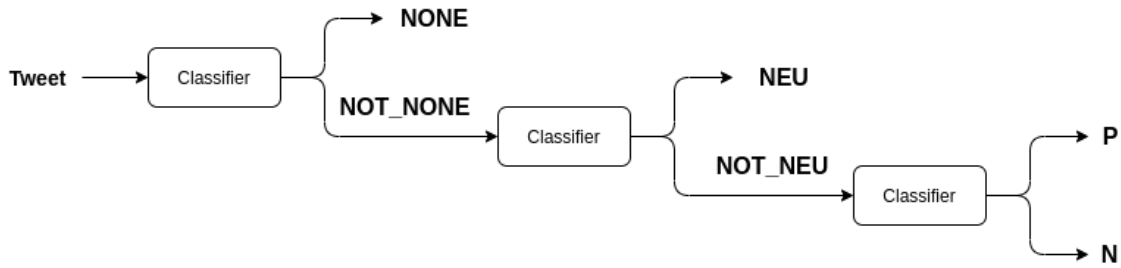 NONE
Tweet
Classifier
NOT_NONE
NEU
Classifier
NOT_NEU
P
Classifier
N